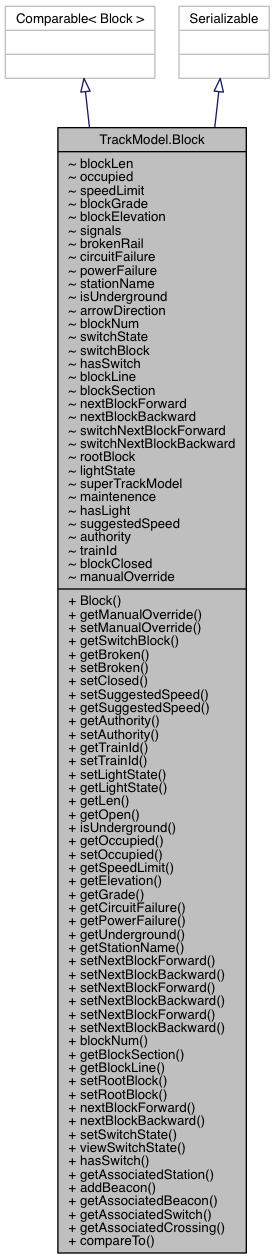 Comparable< Block >
Serializable
TrackModel.Block
~ blockLen
~ occupied
~ speedLimit
~ blockGrade
~ blockElevation
~ signals
~ brokenRail
~ circuitFailure
~ powerFailure
~ stationName
~ isUnderground
~ arrowDirection
~ blockNum
~ switchState
~ switchBlock
~ hasSwitch
~ blockLine
~ blockSection
~ nextBlockForward
~ nextBlockBackward
~ switchNextBlockForward
~ switchNextBlockBackward
~ rootBlock
~ lightState
~ superTrackModel
~ maintenence
~ hasLight
~ suggestedSpeed
~ authority
~ trainId
~ blockClosed
~ manualOverride
+ Block()
+ getManualOverride()
+ setManualOverride()
+ getSwitchBlock()
+ getBroken()
+ setBroken()
+ setClosed()
+ setSuggestedSpeed()
+ getSuggestedSpeed()
+ getAuthority()
+ setAuthority()
+ getTrainId()
+ setTrainId()
+ setLightState()
+ getLightState()
+ getLen()
+ getOpen()
+ isUnderground()
+ getOccupied()
+ setOccupied()
+ getSpeedLimit()
+ getElevation()
+ getGrade()
+ getCircuitFailure()
+ getPowerFailure()
+ getUnderground()
+ getStationName()
+ setNextBlockForward()
+ setNextBlockBackward()
+ setNextBlockForward()
+ setNextBlockBackward()
+ setNextBlockForward()
+ setNextBlockBackward()
+ blockNum()
+ getBlockSection()
+ getBlockLine()
+ setRootBlock()
+ setRootBlock()
+ nextBlockForward()
+ nextBlockBackward()
+ setSwitchState()
+ viewSwitchState()
+ hasSwitch()
+ getAssociatedStation()
+ addBeacon()
+ getAssociatedBeacon()
+ getAssociatedSwitch()
+ getAssociatedCrossing()
+ compareTo()